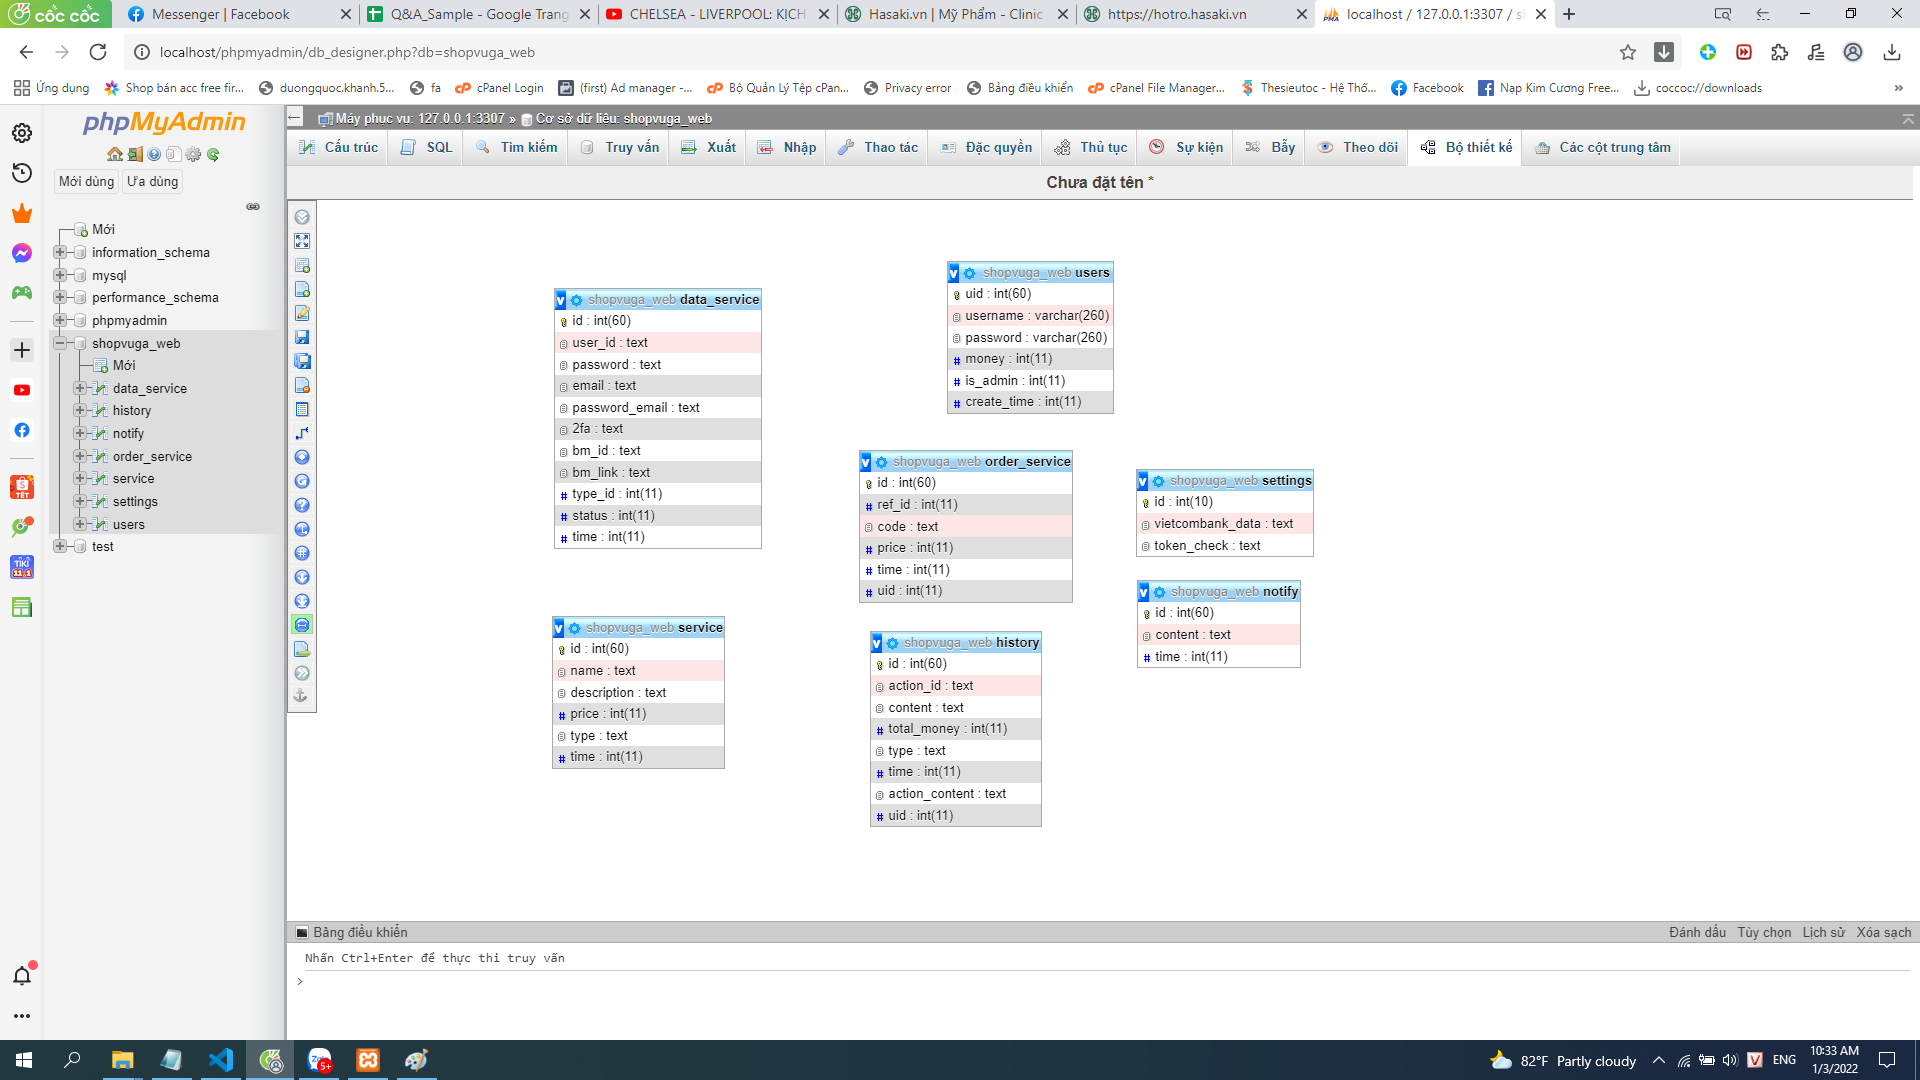 cốc cốc
Messenger | Facebook
Q&A_Sample - Google Trang
CHELSEA - LIVERPOOL: KỊCH
Hasaki.vn | Mỹ Phẩm - Clinic
https://hotro.hasaki.vn
localhost / 127.0.0.1:3307 / s
localhost/phpmyadmin/db_designer.php?db=shopvuga_web
Ứng dụng
Shop bán acc free fir...
duongquoc.khanh.5...
fa
cPanel Login
(first) Ad manager -...
Bộ Quản Lý Tệp cPan...
Privacy error
Bảng điều khiển
cPanel File Manager...
Thesieutoc - Hệ Thố...
Facebook
Nạp Kim Cương Free...
coccoc://downloads
»
phpMyAdmin
Mới dùng
Ưa dùng
Mới
information_schema
mysql
performance_schema
phpmyadmin
shopvuga_web
Mới
data_service
history
notify
order_service
service
settings
users
test
Máy phục vụ: 127.0.0.1:3307 » Cơ sở dữ liệu: shopvuga_web
Cấu trúc
SQL
Tìm kiếm
Truy vấn
Xuất
Nhập
Thao tác
Đặc quyền
Thủ tục
Sự kiện
Bẫy
Theo dõi
Bộ thiết kế
Các cột trung tâm
Chưa đặt tên *
v shopvuga_web data_service
id : int(60)
user_id : text
password : text
email : text
password_email : text
2fa : text
bm_id : text
bm_link : text
# type_id : int(11)
# status : int(11)
# time : int(11)
v shopvuga_web service
id : int(60)
name : text
description : text
# price : int(11)
type : text
# time : int(11)
v shopvuga_web users
uid : int(60)
username : varchar(260)
password : varchar(260)
# money : int(11)
# is_admin : int(11)
# create_time : int(11)
v shopvuga_web order_service
id : int(60)
# ref_id : int(11)
code : text
# price : int(11)
# time : int(11)
# uid : int(11)
v shopvuga_web history
id : int(60)
action_id : text
content : text
# total_money : int(11)
type : text
# time : int(11)
action_content : text
# uid : int(11)
v shopvuga_web settings
id : int(10)
vietcombank_data : text
token_check : text
v shopvuga_web notify
id : int(60)
content : text
# time : int(11)
Bảng điều khiển
Đánh dấu
Tùy chọn
Lịch sử
Xóa sạch
Nhấn Ctrl+Enter để thực thi truy vấn
>
82°F Partly cloudy
ENG
10:33 AM
1/3/2022